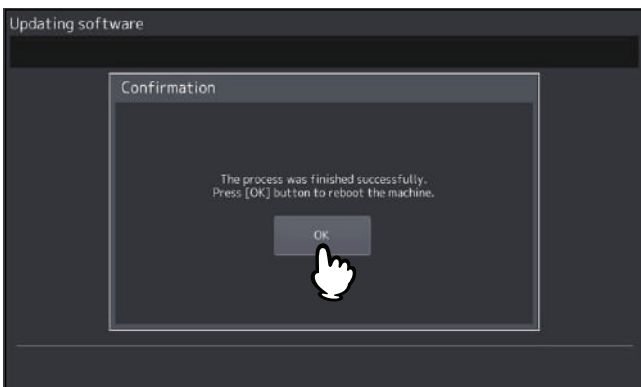 Updating software
Confirmation
The process was finished successfully.
Press [OK] button to reboot the machine.
OK